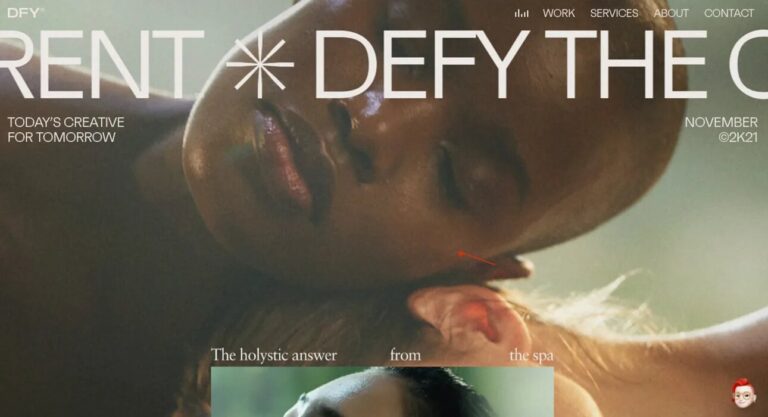 DFY®
WORK SERVICES ABOUT CONTACT
RENT ✳ DEFY THE C
TODAY'S CREATIVE
FOR TOMORROW
NOVEMBER
©2K21
The holystic answer from the spa